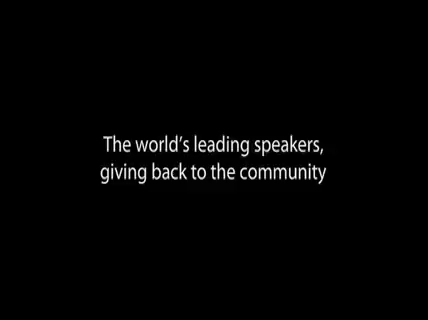 The world’s leading speakers,
giving back to the community